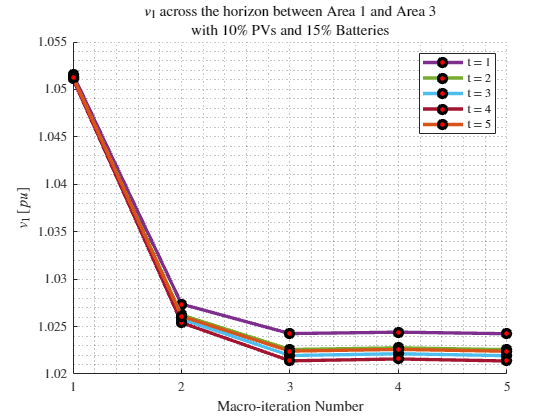 v1 across the horizon between Area 1 and Area 3
with 10% PVs and 15% Batteries
1.055
1.05
1.045
1.04
1.035
1.03
1.025
1.02
v1 [pu]
t = 1
t = 2
t = 3
t = 4
t = 5
1 2 3 4 5
Macro-iteration Number